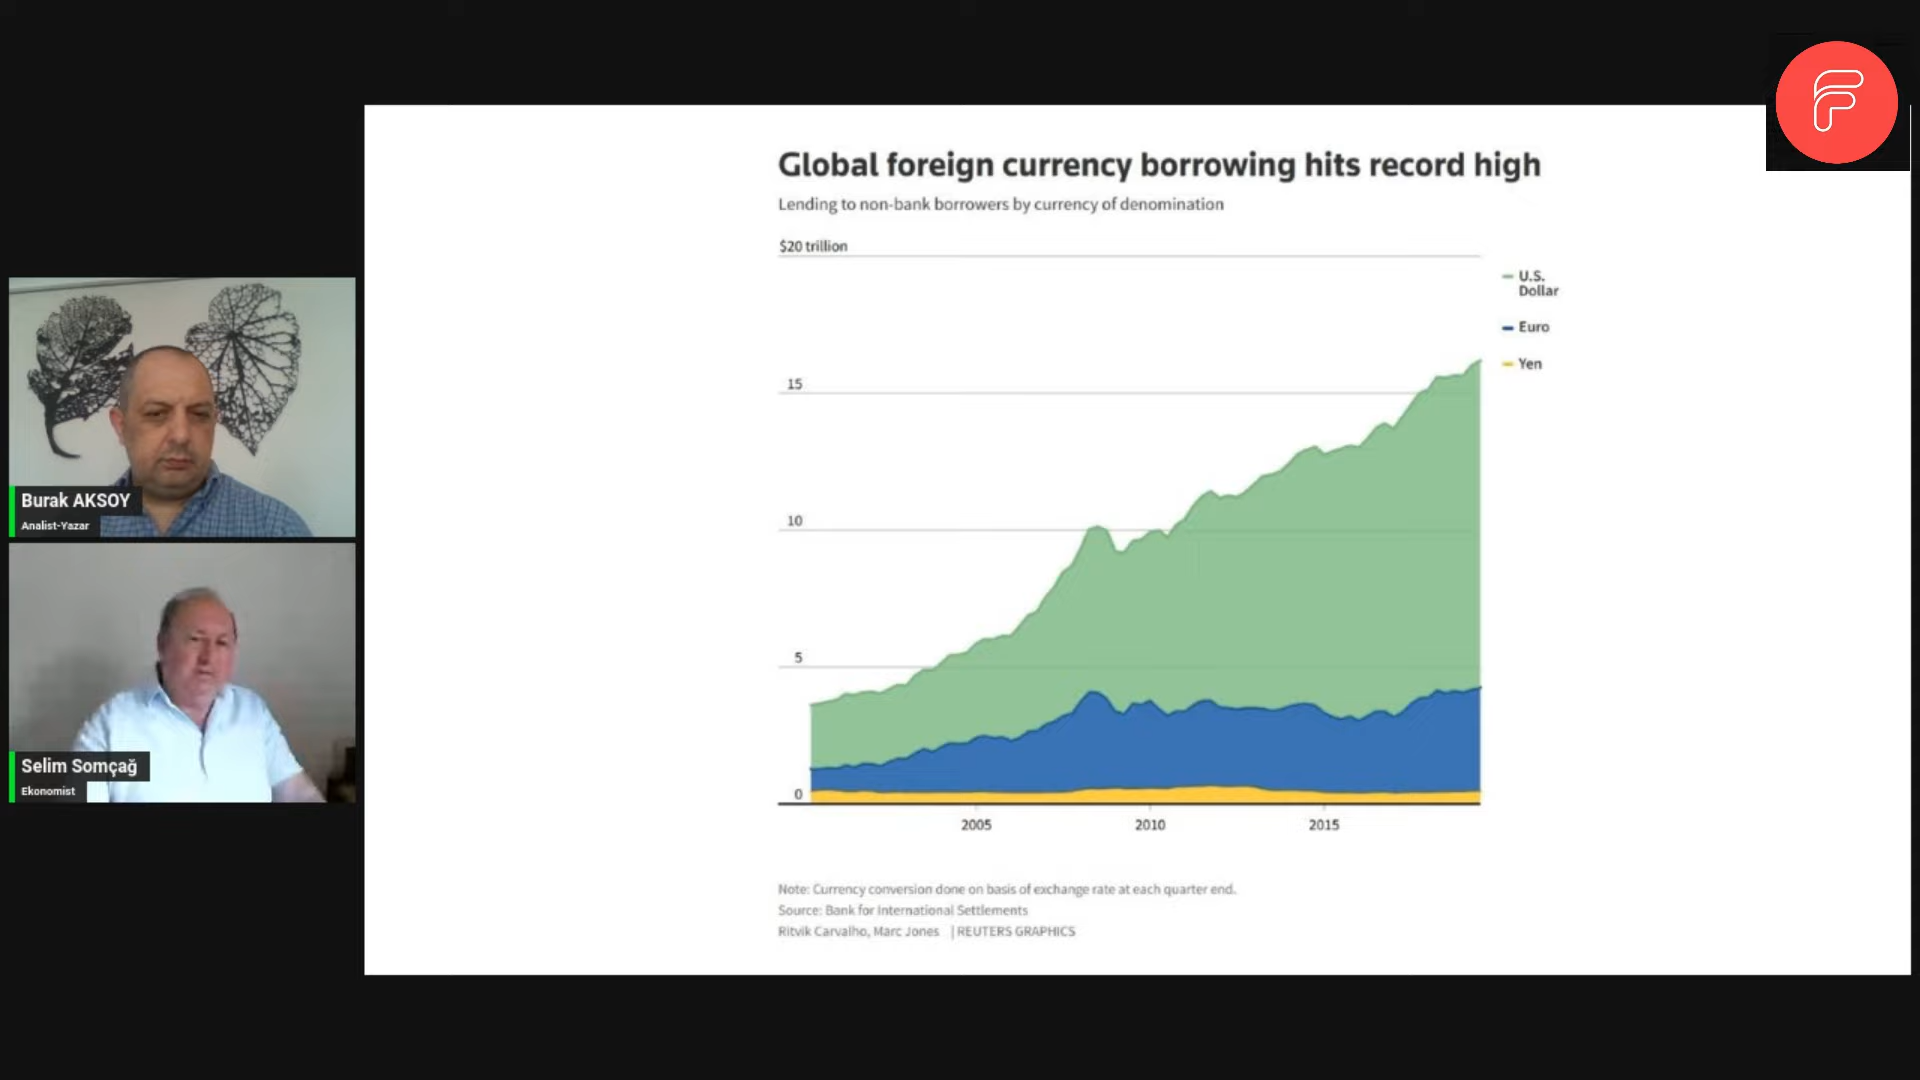 Global foreign currency borrowing hits record high
Lending to non-bank borrowers by currency of denomination
$20 trillion
15
10
5
0
2005
2010
2015
U.S.
Dollar
Euro
Yen
Note: Currency conversion done on basis of exchange rate at each quarter end.
Source: Bank for International Settlements
Ritvik Carvalho, Marc Jones | REUTERS GRAPHICS
Burak AKSOY
Analist-Yazar
Selim Somçağ
Ekonomist
F